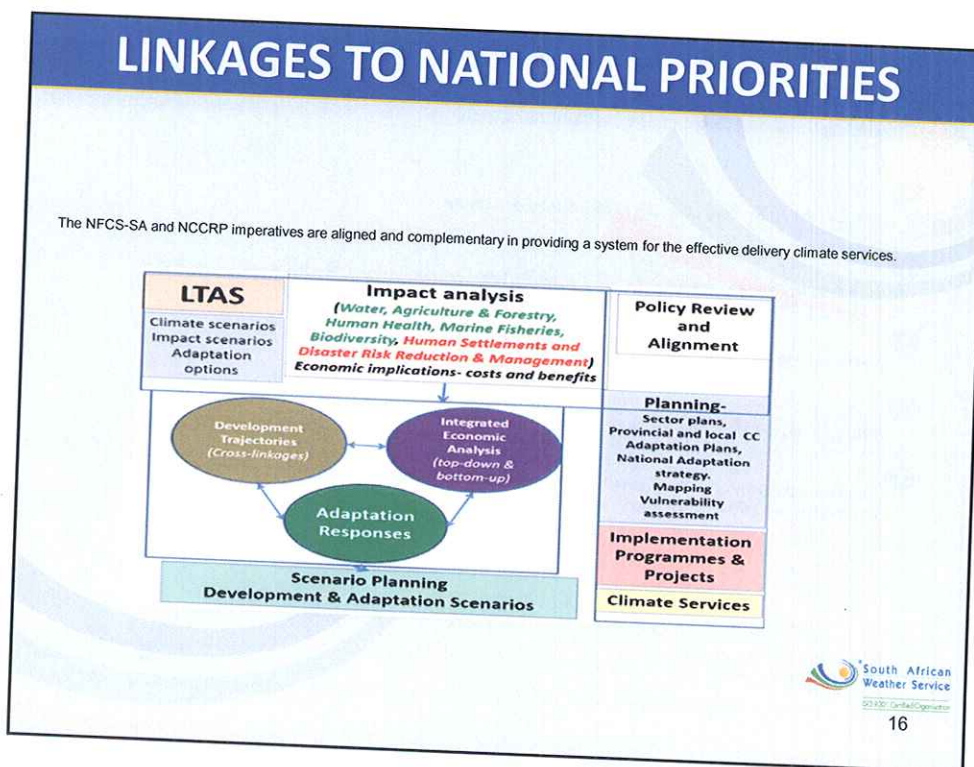 LINKAGES TO NATIONAL PRIORITIES
The NFCS-SA and NCCRP imperatives are aligned and complementary in providing a system for the effective delivery climate services.
LTAS
Climate scenarios
Impact scenarios
Adaptation
options
Impact analysis
(Water, Agriculture & Forestry,
Human Health, Marine Fisheries,
Biodiversity, Human Settlements and
Disaster Risk Reduction & Management)
Economic implications- costs and benefits
Policy Review
and
Alignment
Development
Trajectories
(Cross-linkages)
Integrated
Economic
Analysis
(top-down &
bottom-up)
Adaptation
Responses
Scenario Planning
Development & Adaptation Scenarios
Planning-
Sector plans,
Provincial and local CC
Adaptation Plans,
National Adaptation
strategy.
Mapping
Vulnerability
assessment
Implementation
Programmes &
Projects
Climate Services
South African
Weather Service
ISO 9001 Certified Organisation
16